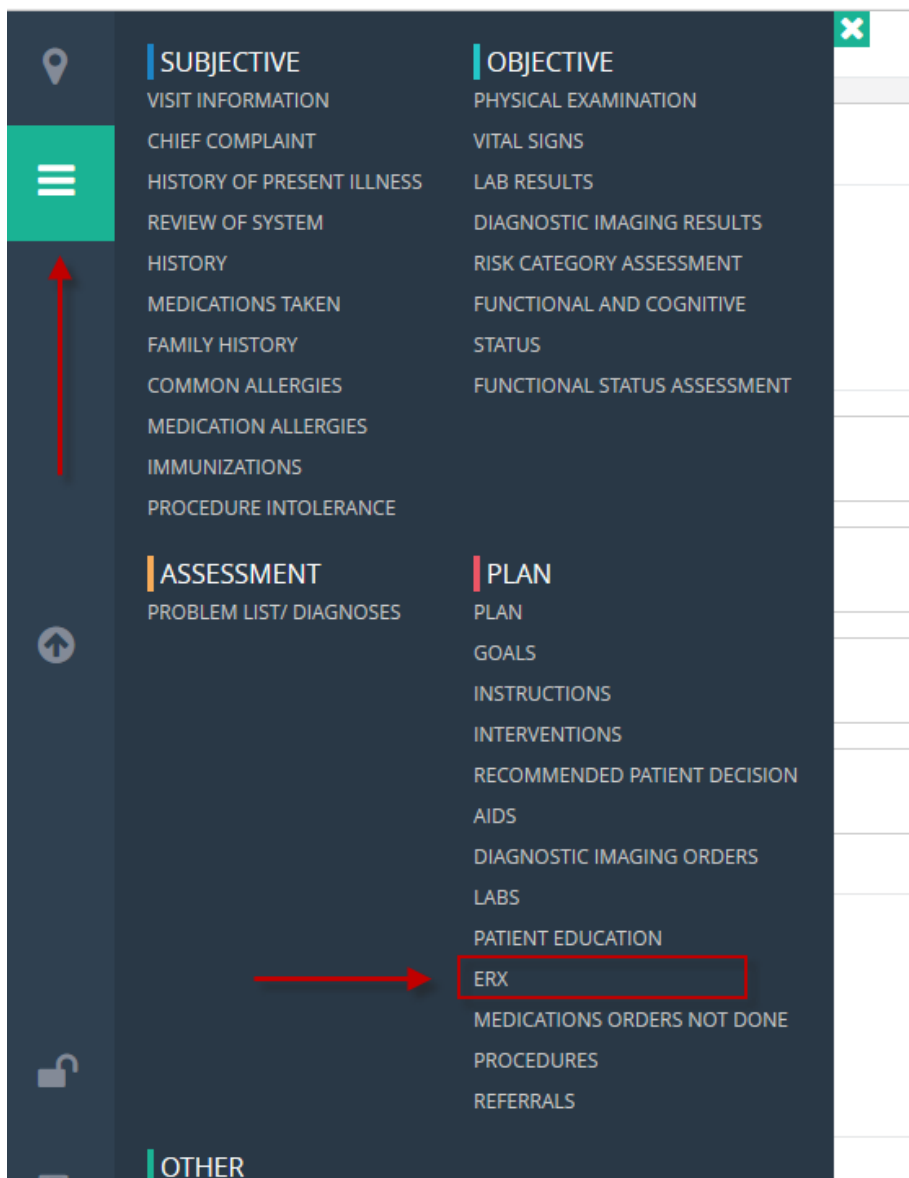 SUBJECTIVE
VISIT INFORMATION
CHIEF COMPLAINT
HISTORY OF PRESENT ILLNESS
REVIEW OF SYSTEM
HISTORY
MEDICATIONS TAKEN
FAMILY HISTORY
COMMON ALLERGIES
MEDICATION ALLERGIES
IMMUNIZATIONS
PROCEDURE INTOLERANCE
OBJECTIVE
PHYSICAL EXAMINATION
VITAL SIGNS
LAB RESULTS
DIAGNOSTIC IMAGING RESULTS
RISK CATEGORY ASSESSMENT
FUNCTIONAL AND COGNITIVE
STATUS
FUNCTIONAL STATUS ASSESSMENT
ASSESSMENT
PROBLEM LIST/ DIAGNOSES
PLAN
PLAN
GOALS
INSTRUCTIONS
INTERVENTIONS
RECOMMENDED PATIENT DECISION
AIDS
DIAGNOSTIC IMAGING ORDERS
LABS
PATIENT EDUCATION
ERX
MEDICATIONS ORDERS NOT DONE
PROCEDURES
REFERRALS
OTHER